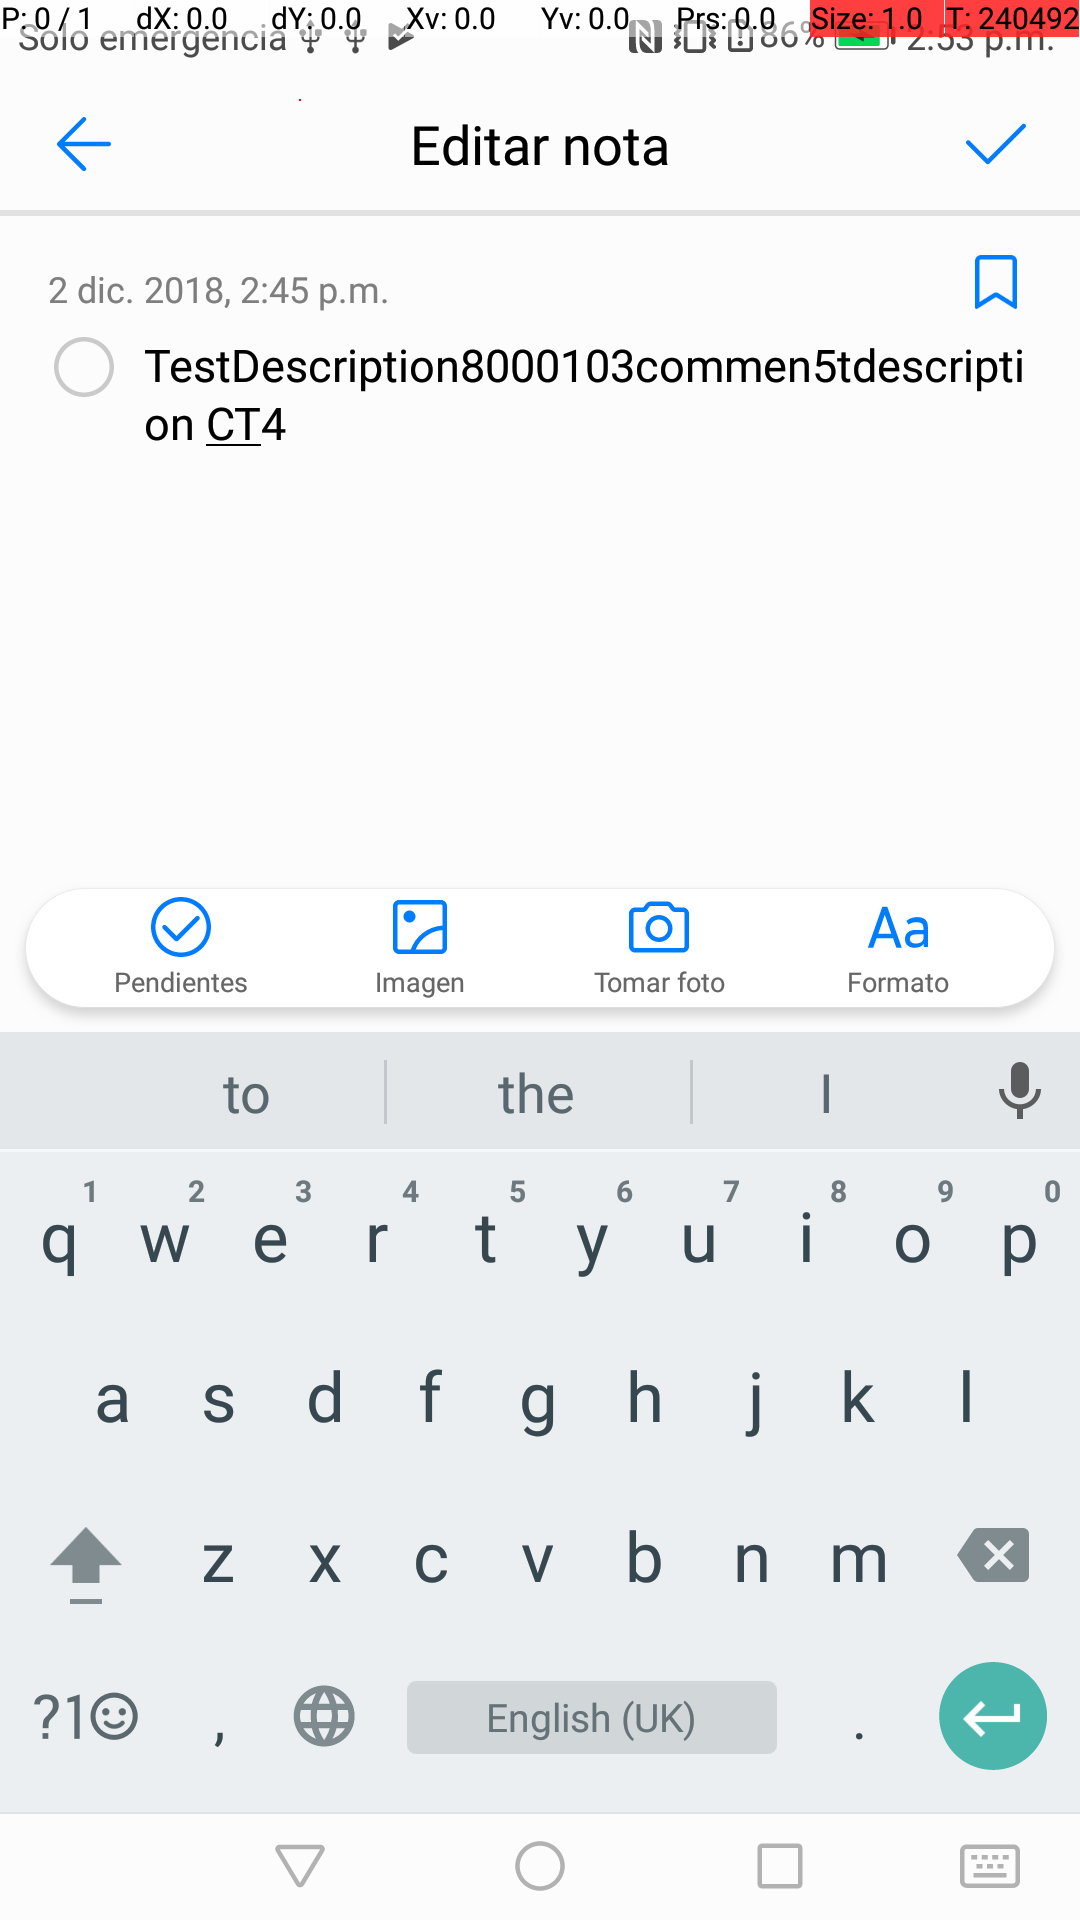 P: 0 / 1 dX: 0.0 dY: 0.0 Xv: 0.0 Yv: 0.0 Prs: 0.0 Size: 1.0 T: 240492
Solo emergencia 86% 2:53 p.m.
Editar nota
2 dic. 2018, 2:45 p.m.
TestDescription8000103commen5tdescripti
on CT4
Pendientes Imagen Tomar foto Aa Formato
to the I
1 2 3 4 5 6 7 8 9 0
q w e r t y u i o p
a s d f g h j k l
z x c v b n m
?1 , English (UK) .